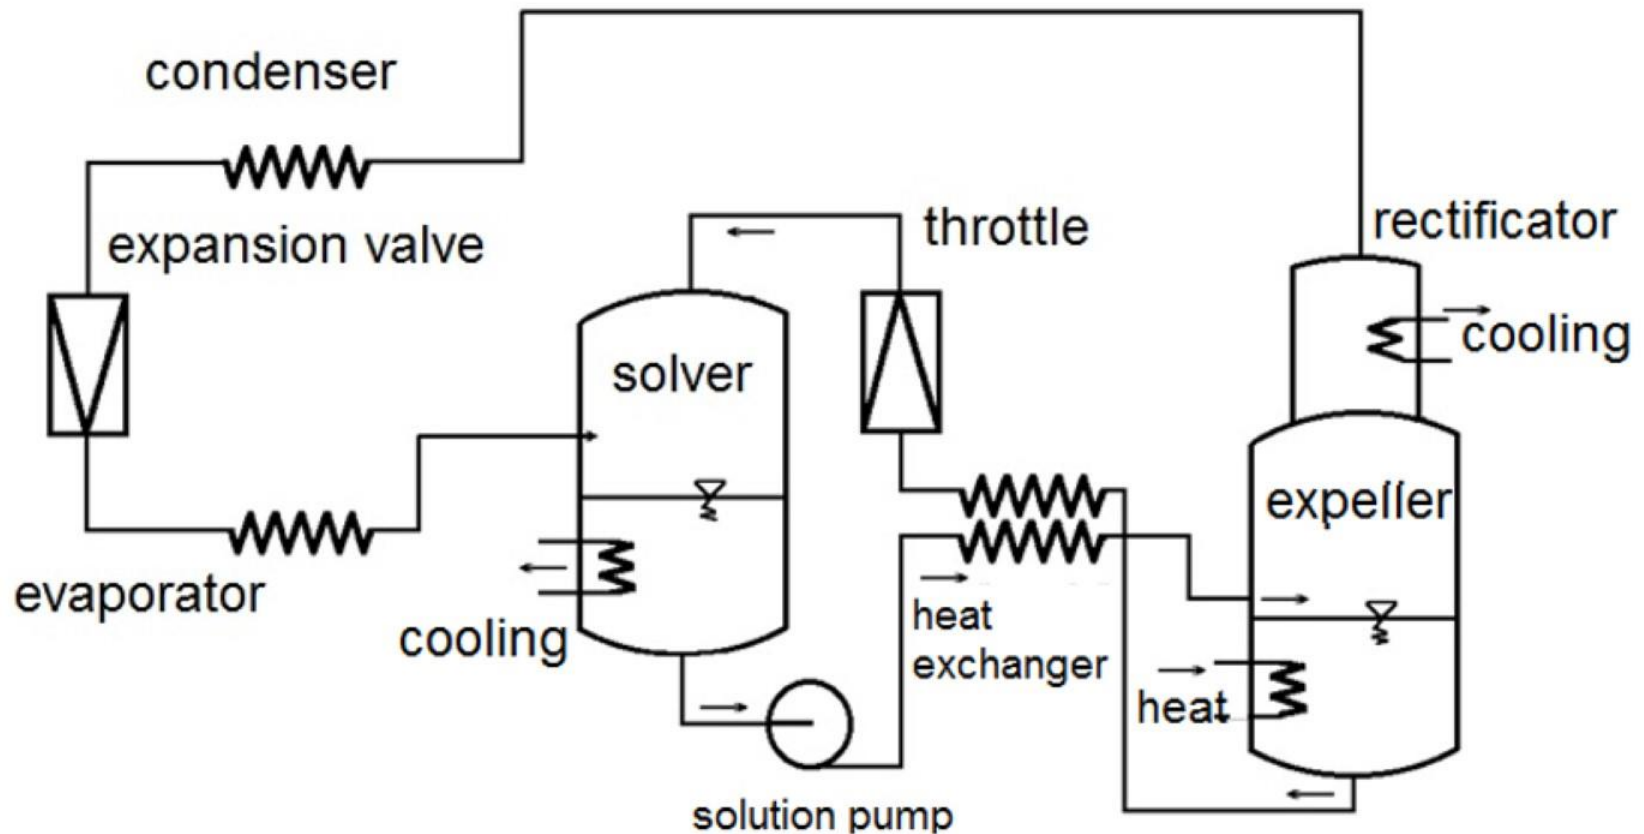 condenser
expansion valve
throttle
rectificator
cooling
solver
expeller
evaporator
cooling
heat
exchanger
heat
solution pump